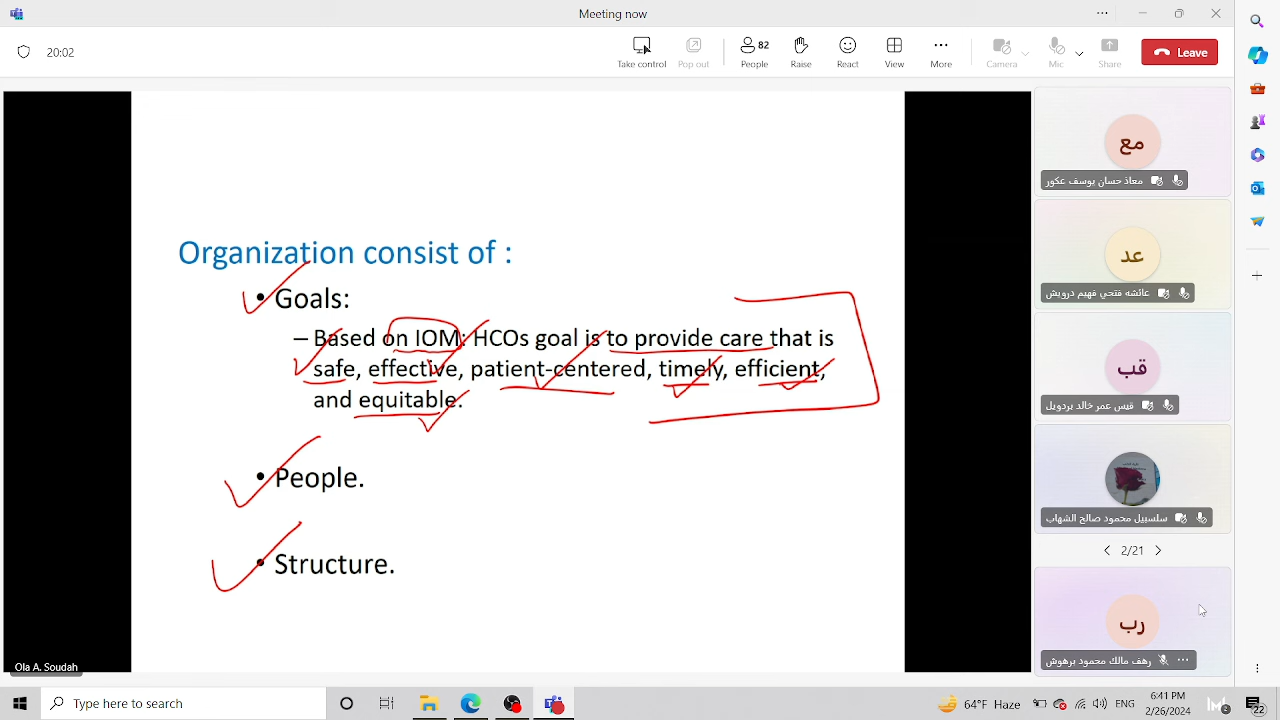 Meeting now
20:02
82
Take control
Pop out
People
Raise
React
View
More
Camera
Mic
Share
Leave
Organization consist of :
• Goals:
– Based on IOM: HCOs goal is to provide care that is
safe, effective, patient-centered, timely, efficient,
and equitable.
• People.
• Structure.
Ola A. Soudah
مع
معاذ حسان يوسف عكور
عد
عائشه فتحي فهيم درويش
قب
قيس عمر خالد بردويل
سلسبيل محمود صالح الشهاب
2/21
رب
رهف مالك محمود برهوش
Type here to search
64°F Haze
ENG
6:41 PM
2/26/2024
22